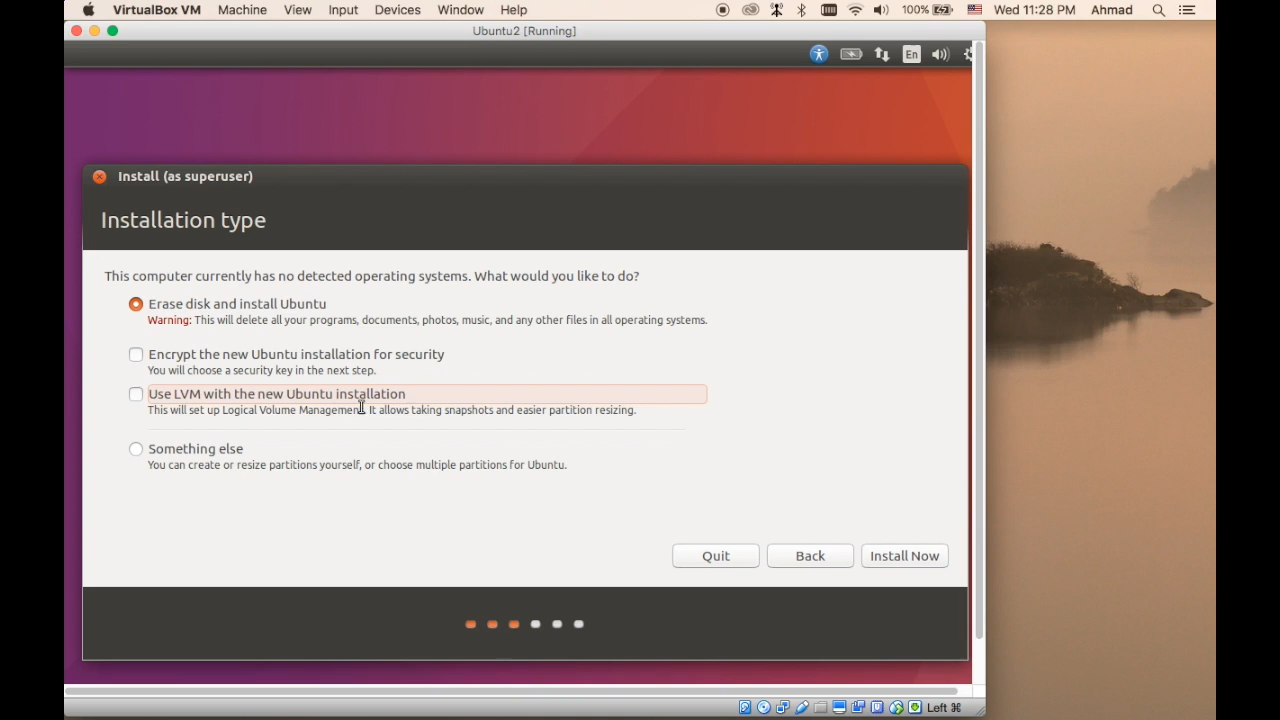 VirtualBox VM Machine View Input Devices Window Help 100% Wed 11:28 PM Ahmad
Ubuntu2 [Running]
En
Install (as superuser)
Installation type
This computer currently has no detected operating systems. What would you like to do?
Erase disk and install Ubuntu
Warning: This will delete all your programs, documents, photos, music, and any other files in all operating systems.
Encrypt the new Ubuntu installation for security
You will choose a security key in the next step.
Use LVM with the new Ubuntu installation
This will set up Logical Volume Management. It allows taking snapshots and easier partition resizing.
Something else
You can create or resize partitions yourself, or choose multiple partitions for Ubuntu.
Quit Back Install Now
Left ⌘